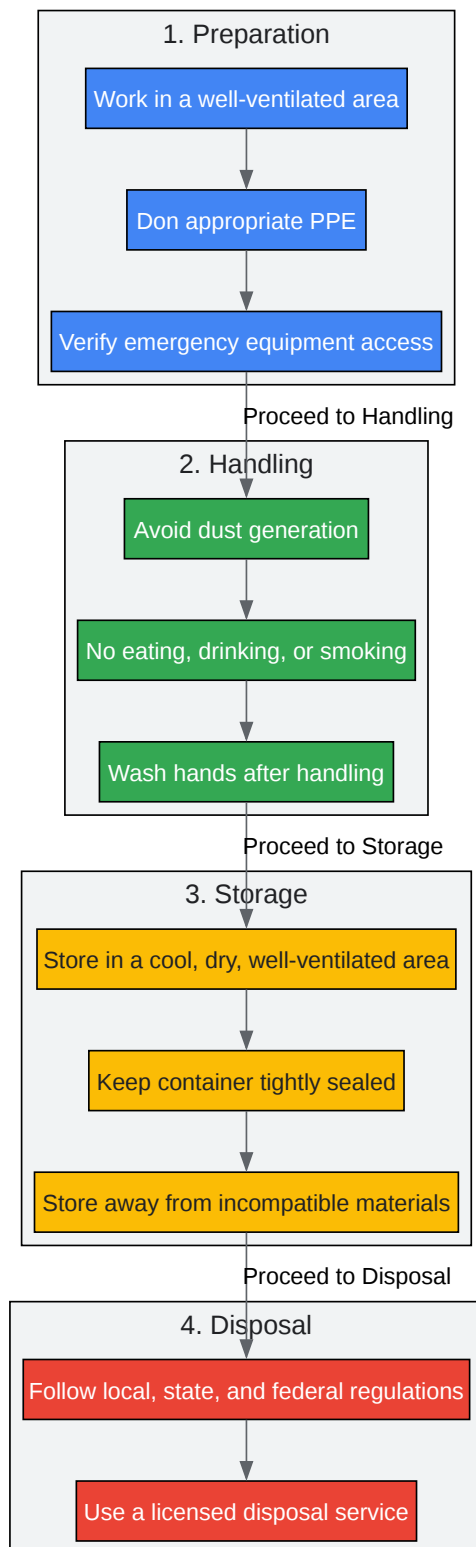 1. Preparation
Work in a well-ventilated area
Don appropriate PPE
Verify emergency equipment access
Proceed to Handling
2. Handling
Avoid dust generation
No eating, drinking, or smoking
Wash hands after handling
Proceed to Storage
3. Storage
Store in a cool, dry, well-ventilated area
Keep container tightly sealed
Store away from incompatible materials
Proceed to Disposal
4. Disposal
Follow local, state, and federal regulations
Use a licensed disposal service